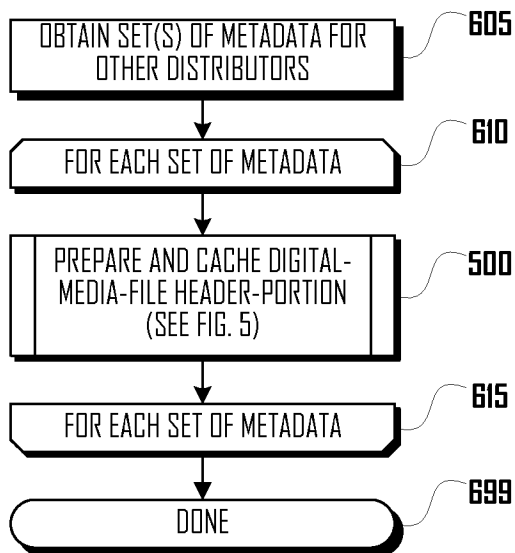 OBTAIN SET(S) OF METADATA FOR
OTHER DISTRIBUTORS
605
FOR EACH SET OF METADATA
610
PREPARE AND CACHE DIGITAL-
MEDIA-FILE HEADER-PORTION
(SEE FIG. 5)
500
FOR EACH SET OF METADATA
615
DONE
699